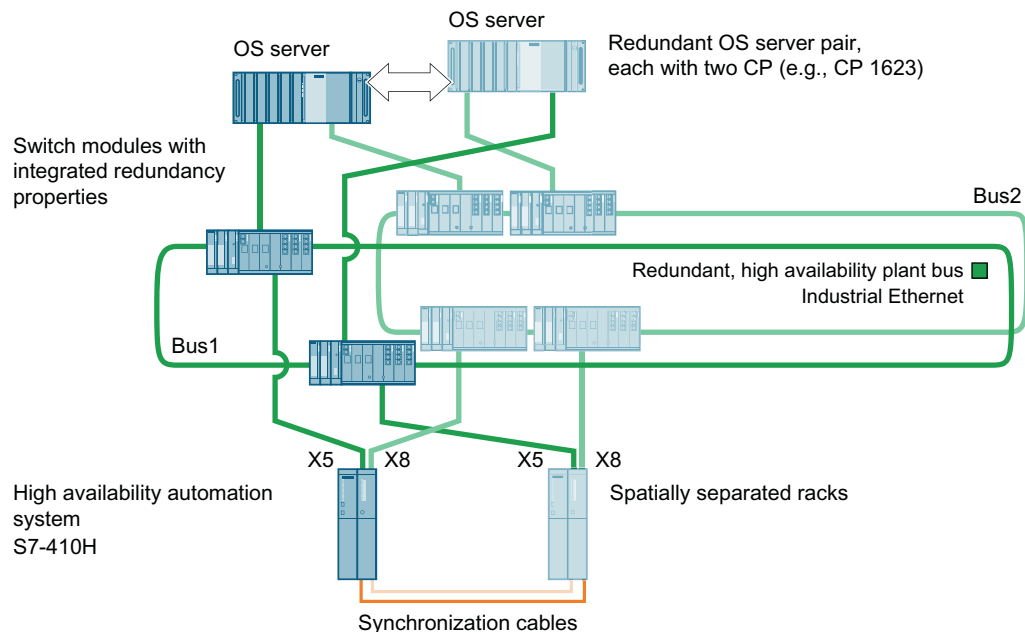 OS server
OS server
Redundant OS server pair,
each with two CP (e.g., CP 1623)
Switch modules with
integrated redundancy
properties
Bus2
Redundant, high availability plant bus
Industrial Ethernet
Bus1
X5 X8
X5 X8
High availability automation
system
S7-410H
Spatially separated racks
Synchronization cables